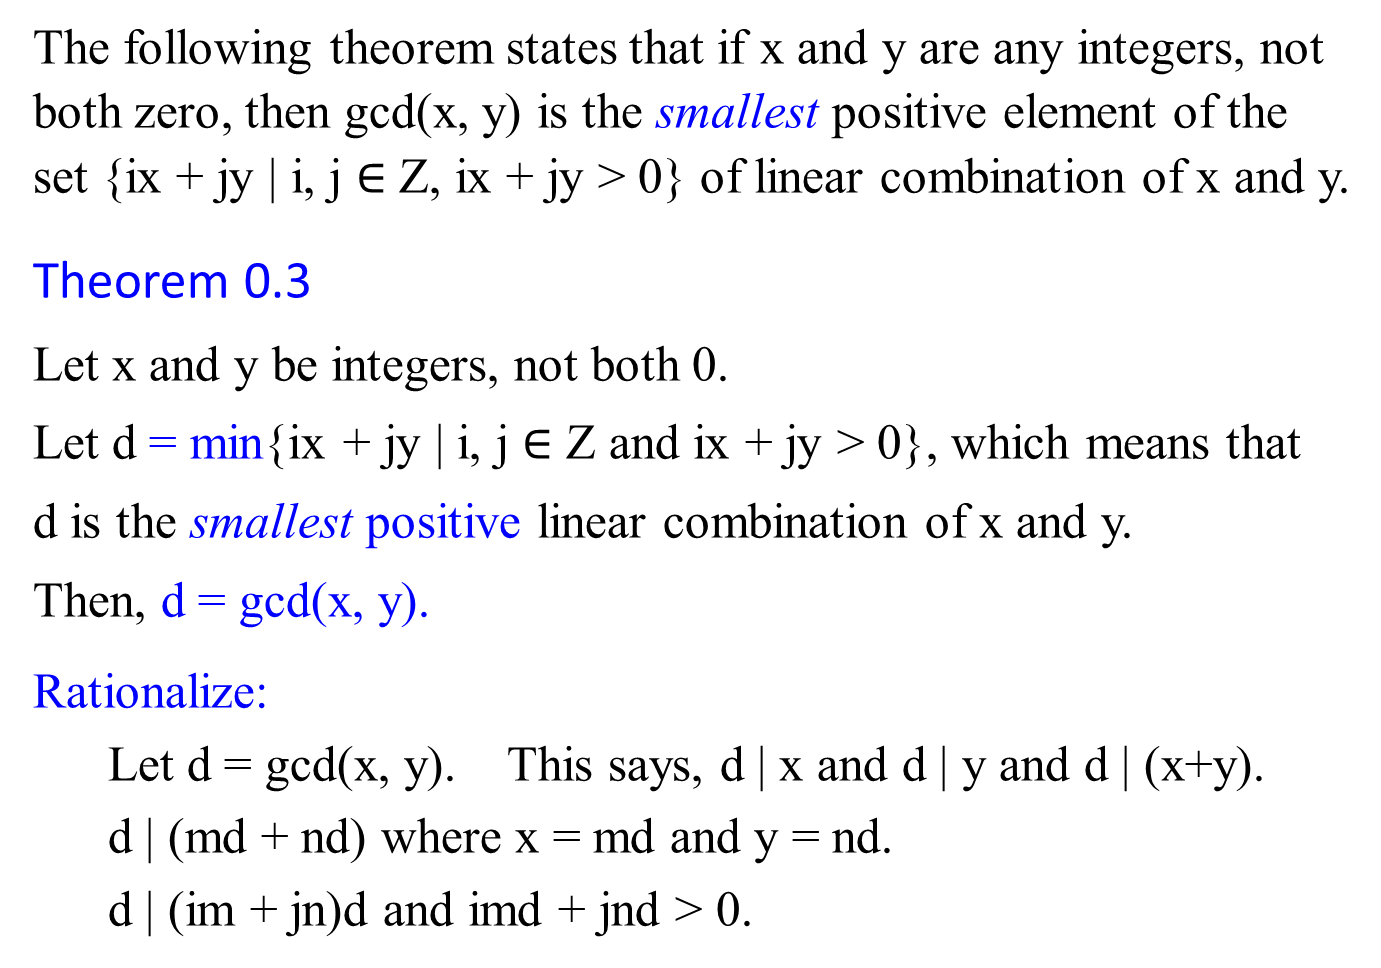 The following theorem states that if x and y are any integers, not
both zero, then gcd(x, y) is the smallest positive element of the
set {ix + jy | i, j ∈ Z, ix + jy > 0} of linear combination of x and y.
Theorem 0.3
Let x and y be integers, not both 0.
Let d = min{ix + jy | i, j ∈ Z and ix + jy > 0}, which means that
d is the smallest positive linear combination of x and y.
Then, d = gcd(x, y).
Rationalize:
Let d = gcd(x, y). This says, d | x and d | y and d | (x+y).
d | (md + nd) where x = md and y = nd.
d | (im + jn)d and imd + jnd > 0.